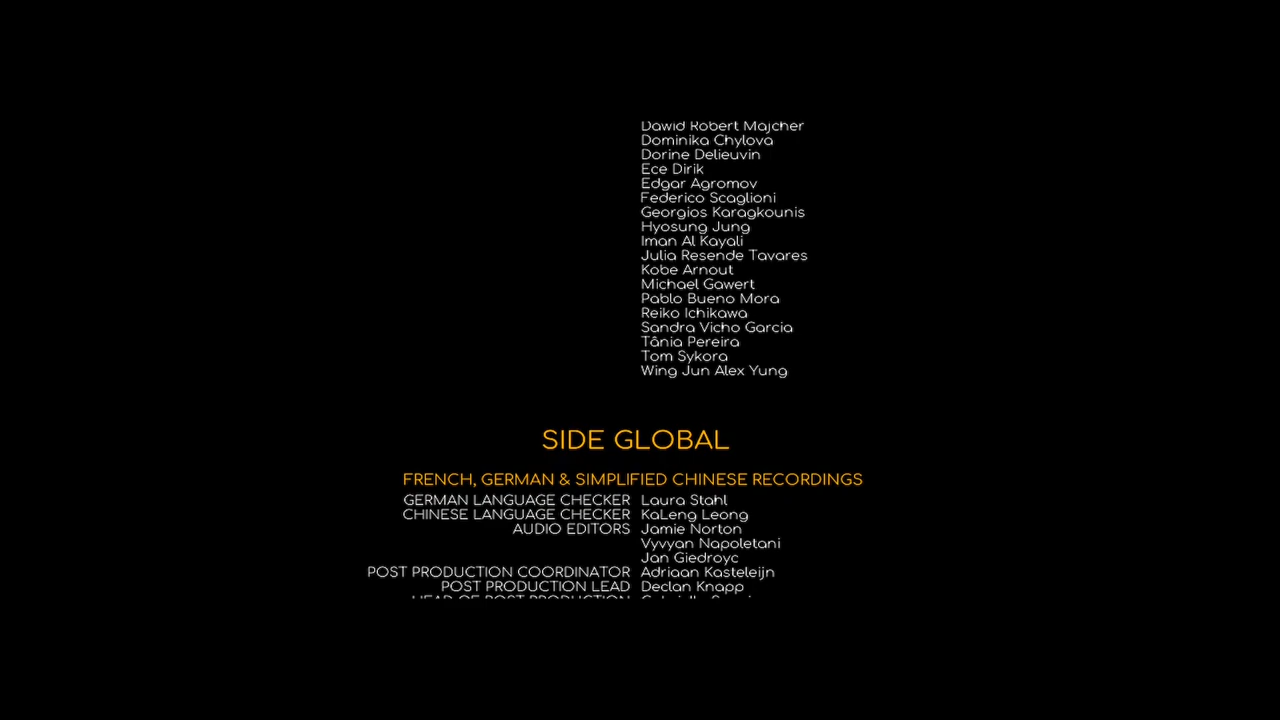 Dawid Robert Majcher
Dominika Chylova
Dorine Delieuvin
Ece Dirik
Edgar Agromov
Federico Scaglioni
Georgios Karagkounis
Hyosung Jung
Iman Al Kayali
Julia Resende Tavares
Kobe Arnout
Michael Gawert
Pablo Bueno Mora
Reiko Ichikawa
Sandra Vicho Garcia
Tânia Pereira
Tom Sykora
Wing Jun Alex Yung
SIDE GLOBAL
FRENCH, GERMAN & SIMPLIFIED CHINESE RECORDINGS
GERMAN LANGUAGE CHECKER Laura Stahl
CHINESE LANGUAGE CHECKER KaLeng Leong
AUDIO EDITORS Jamie Norton
Vyvyan Napoletani
Jan Giedroyc
POST PRODUCTION COORDINATOR Adriaan Kasteleijn
POST PRODUCTION LEAD Declan Knapp
HEAD OF POST PRODUCTION